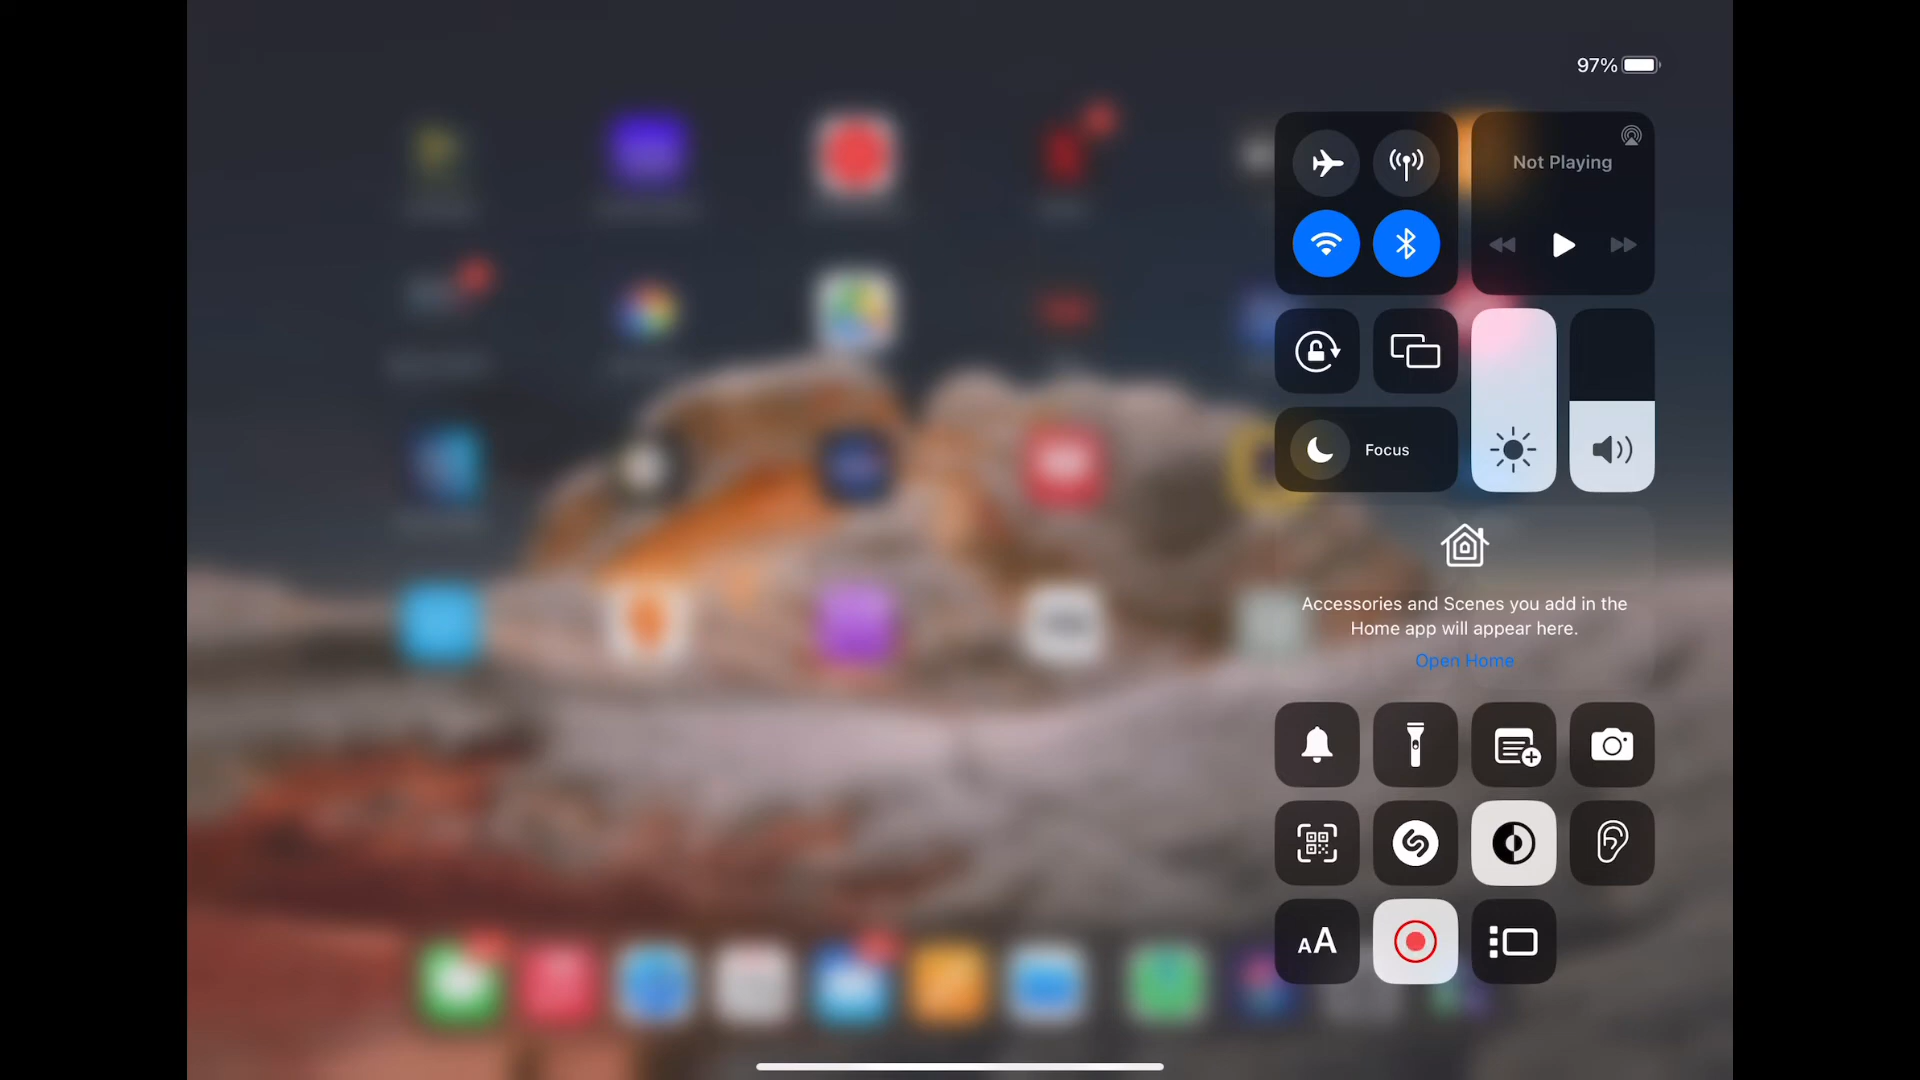 97%
Not Playing
Focus
Accessories and Scenes you add in the
Home app will appear here.
Open Home
AA